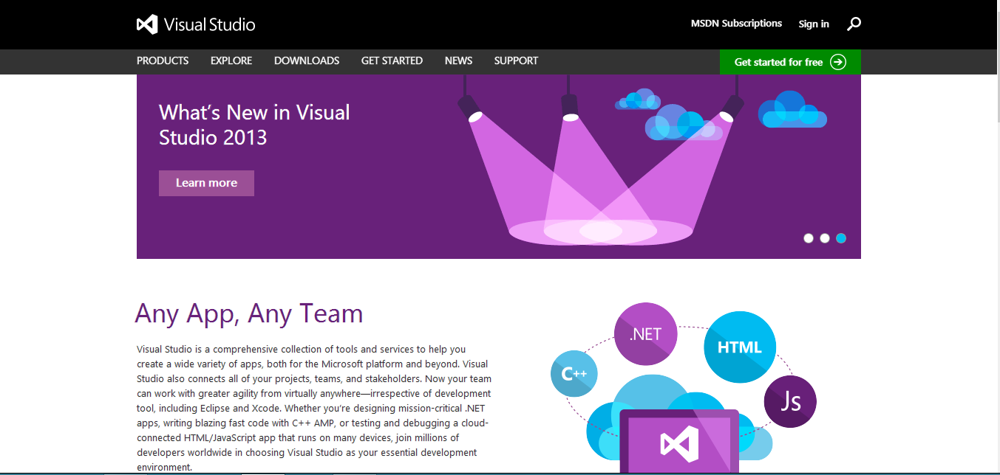 Visual Studio
MSDN Subscriptions
Sign in
PRODUCTS
EXPLORE
DOWNLOADS
GET STARTED
NEWS
SUPPORT
Get started for free
What’s New in Visual
Studio 2013
Learn more
Any App, Any Team
Visual Studio is a comprehensive collection of tools and services to help you
create a wide variety of apps, both for the Microsoft platform and beyond. Visual
Studio also connects all of your projects, teams, and stakeholders. Now your team
can work with greater agility from virtually anywhere—irrespective of development
tool, including Eclipse and Xcode. Whether you’re designing mission-critical .NET
apps, writing blazing fast code with C++ AMP, or testing and debugging a cloud-
connected HTML/JavaScript app that runs on many devices, join millions of
developers worldwide in choosing Visual Studio as your essential development
environment.
.NET
HTML
C++
Js